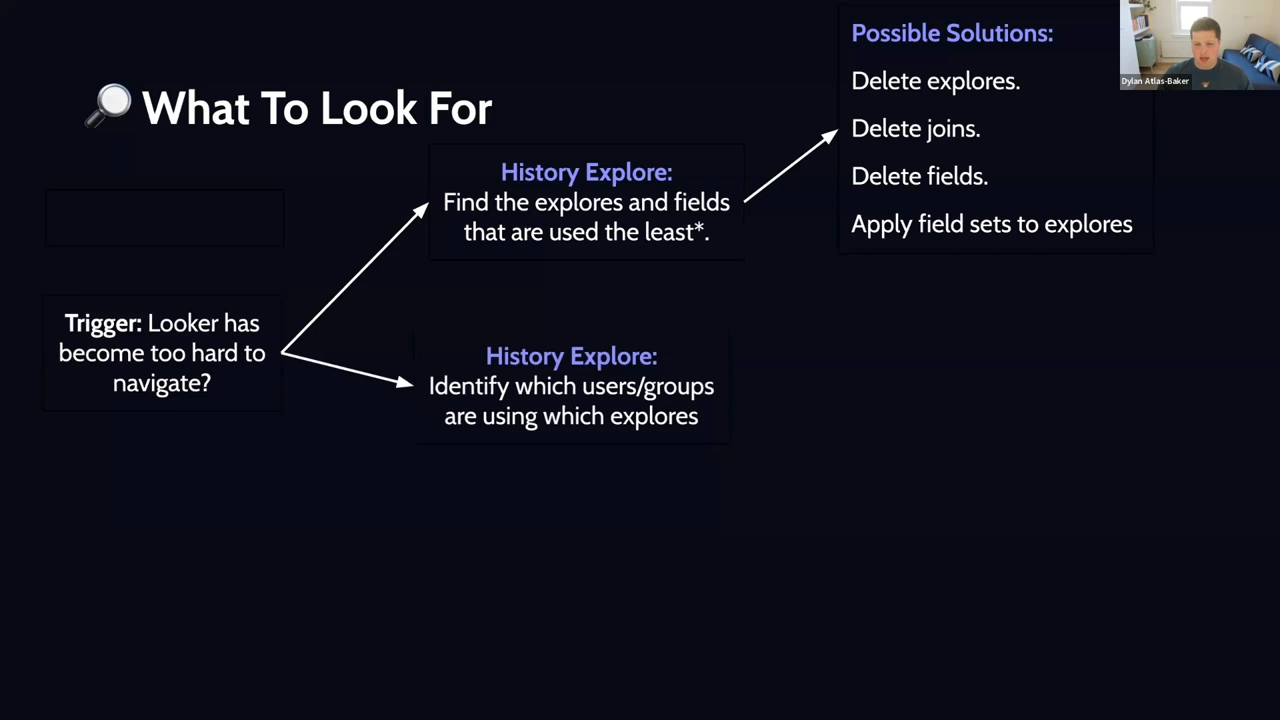 What To Look For
Trigger: Looker has
become too hard to
navigate?
History Explore:
Find the explores and fields
that are used the least*.
History Explore:
Identify which users/groups
are using which explores
Possible Solutions:
Delete explores.
Delete joins.
Delete fields.
Apply field sets to explores
Dylan Atlas-Baker